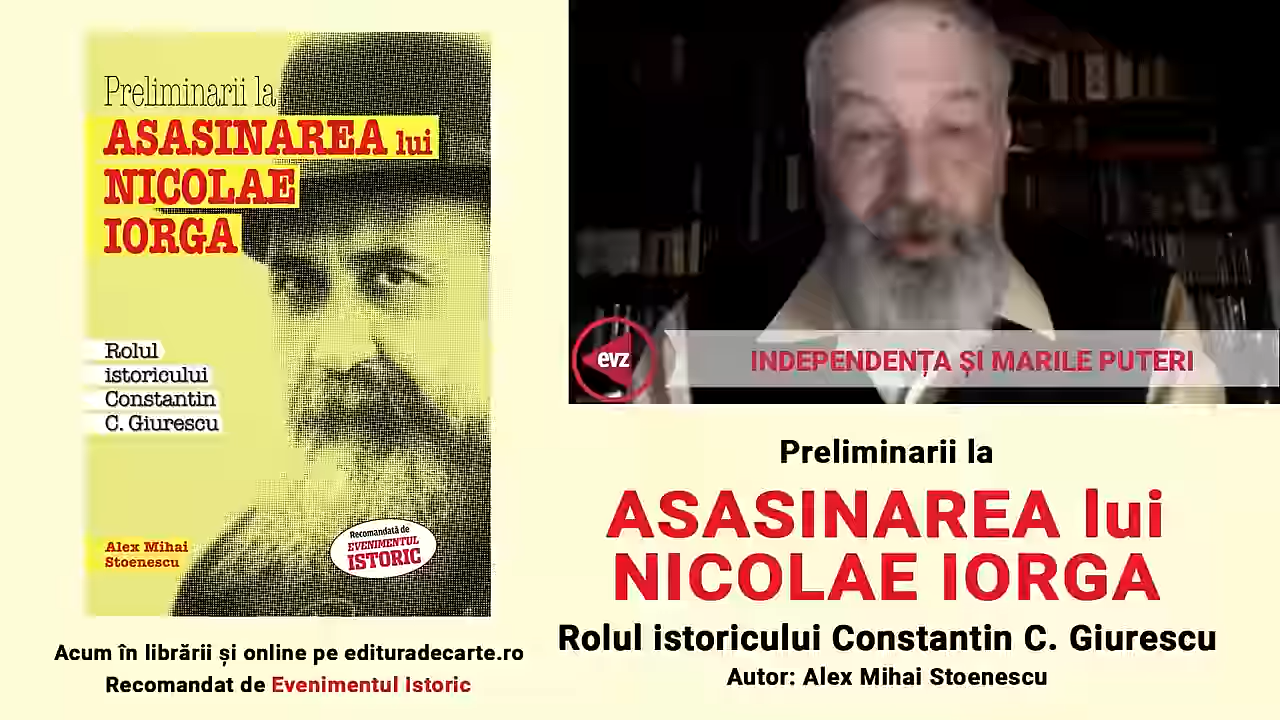 Preliminarii la
ASASINAREA lui
NICOLAE
IORGA
Rolul
istoricului
Constantin
C. Giurescu
Alex Mihai
Stoenescu
Recomandată de
EVENIMENTUL
ISTORIC
Acum în librării și online pe edituradecarte.ro
Recomandat de Evenimentul Istoric
evz
INDEPENDENȚA ȘI MARILE PUTERI
Preliminarii la
ASASINAREA lui
NICOLAE IORGA
Rolul istoricului Constantin C. Giurescu
Autor: Alex Mihai Stoenescu